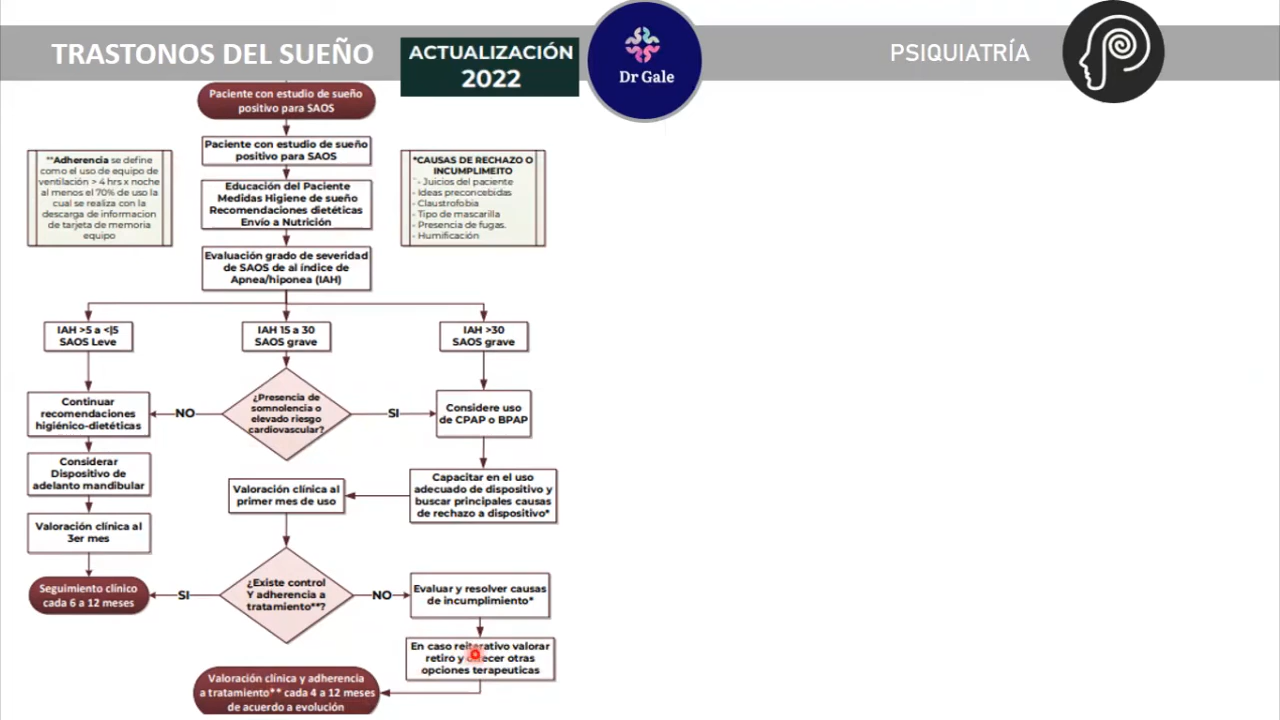 TRASTONOS DEL SUEÑO
ACTUALIZACIÓN
2022
Dr Gale
PSIQUIATRÍA
Paciente con estudio de sueño
positivo para SAOS
Paciente con estudio de sueño
positivo para SAOS
**Adherencia se define
como el uso de equipo de
ventilación > 4 hrs x noche
al menos el 70% de uso la
cual se realiza con la
descarga de informacion
de tarjeta de memoria
equipo
*CAUSAS DE RECHAZO O
INCUMPLIMEITO
- Juicios del paciente
- Ideas preconcebidas
- Claustrofobia
- Tipo de mascarilla
- Presencia de fugas.
- Humificación
Educación del Paciente
Medidas Higiene de sueño
Recomendaciones dietéticas
Envío a Nutrición
Evaluación grado de severidad
de SAOS de al índice de
Apnea/hiponea (IAH)
IAH >5 a <|5
SAOS Leve
IAH 15 a 30
SAOS grave
IAH >30
SAOS grave
¿Presencia de
somnolencia o
elevado riesgo
cardiovascular?
NO
SI
Continuar
recomendaciones
higiénico-dietéticas
Considere uso
de CPAP o BPAP
Considerar
Dispositivo de
adelanto mandibular
Valoración clínica al
primer mes de uso
Capacitar en el uso
adecuado de dispositivo y
buscar principales causas
de rechazo a dispositivo*
Valoración clínica al
3er mes
Seguimiento clínico
cada 6 a 12 meses
SI
¿Existe control
Y adherencia a
tratamiento**?
NO
Evaluar y resolver causas
de incumplimiento*
En caso reiterativo valorar
retiro y ofrecer otras
opciones terapeuticas
Valoración clínica y adherencia
a tratamiento** cada 4 a 12 meses
de acuerdo a evolución